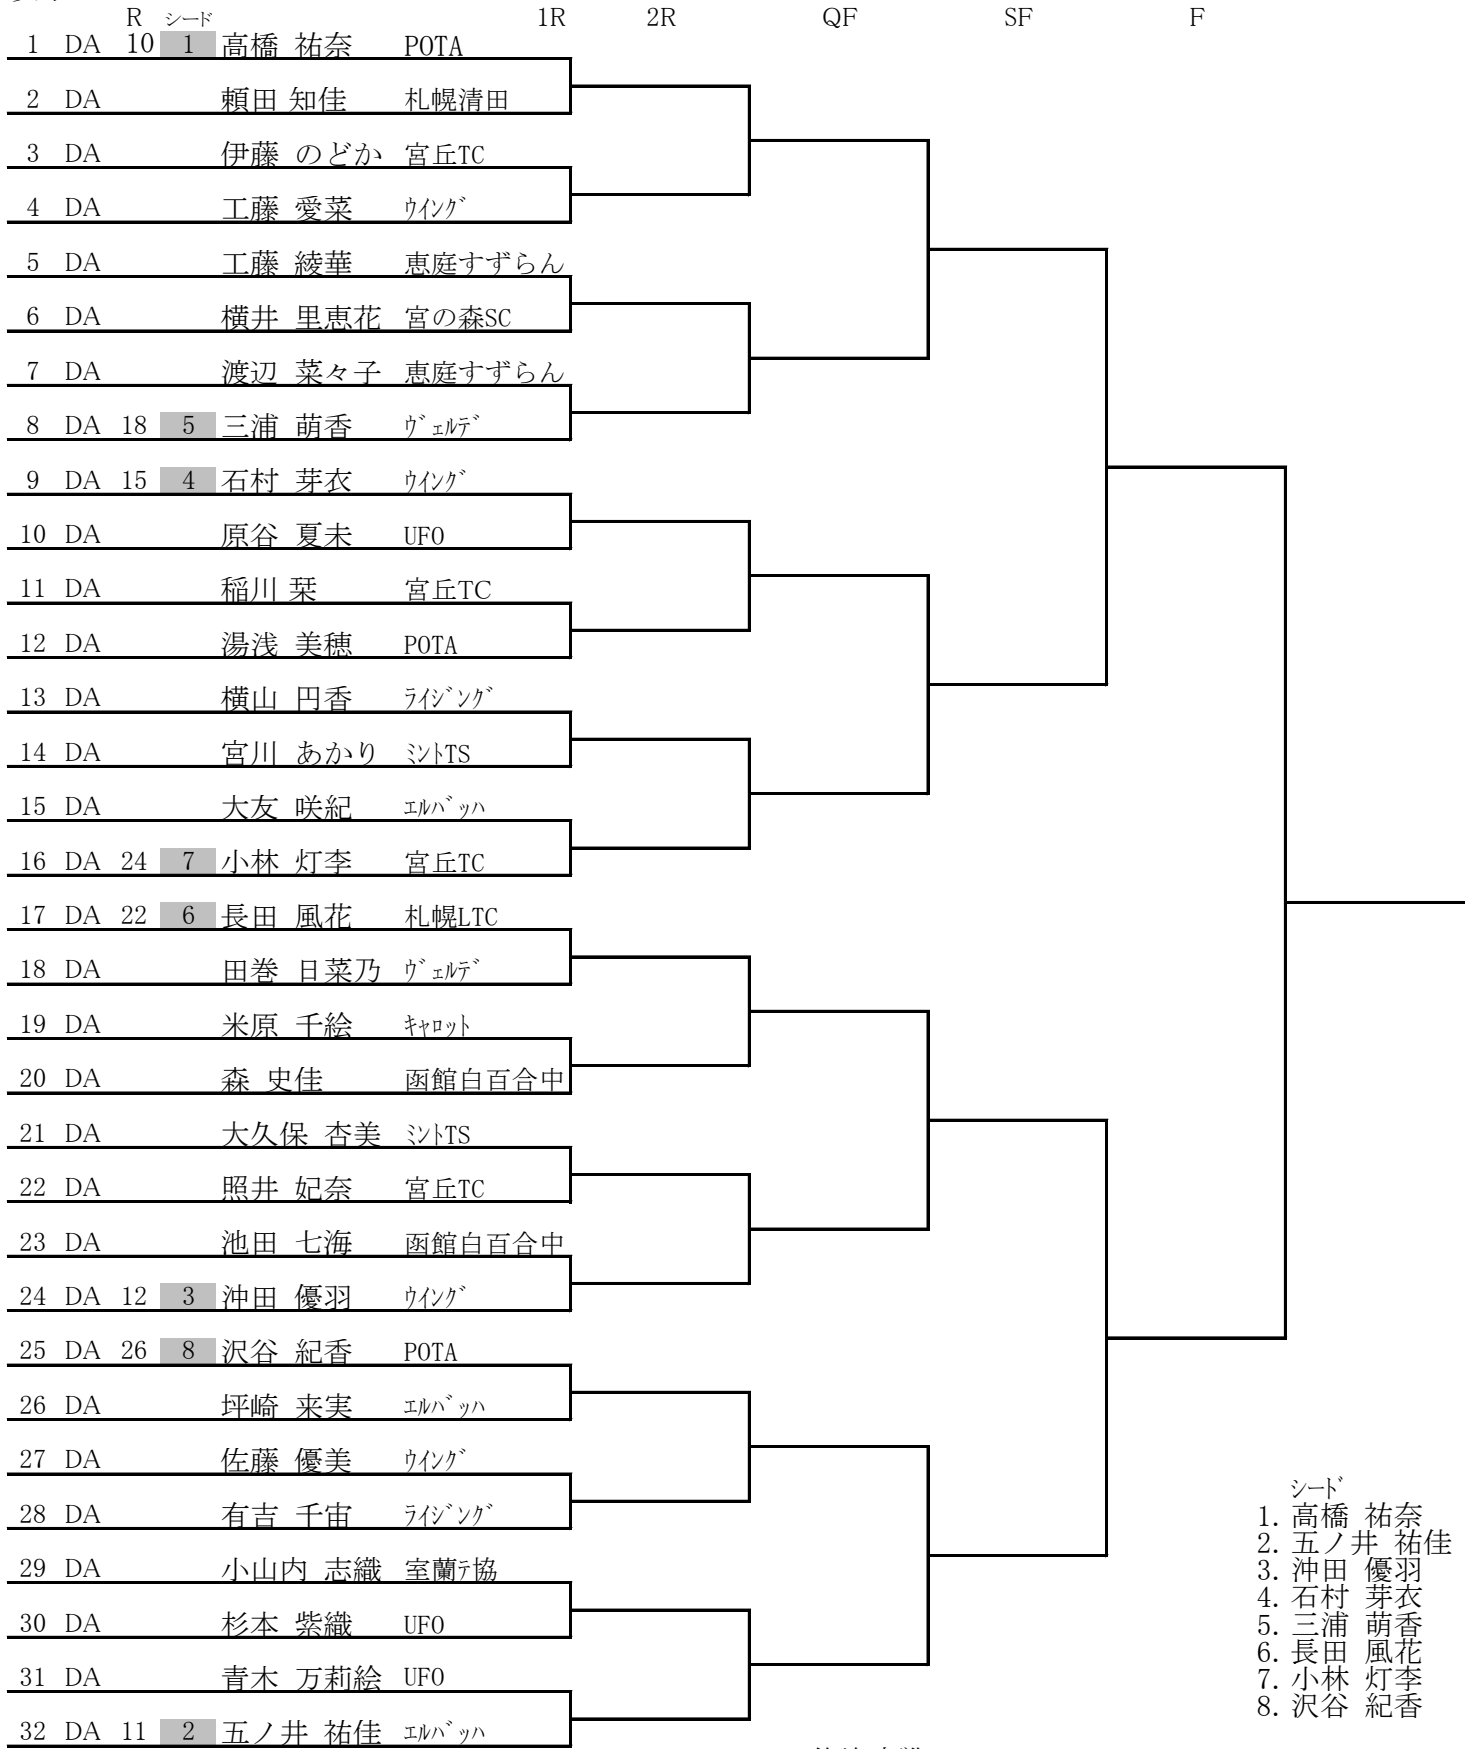 R シード 1R 2R QF SF F
1 DA 10 1 高橋 祐奈 POTA
2 DA 頼田 知佳 札幌清田
3 DA 伊藤 のどか 宮丘TC
4 DA 工藤 愛菜 ウイング
5 DA 工藤 綾華 恵庭すずらん
6 DA 横井 里恵花 宮の森SC
7 DA 渡辺 菜々子 恵庭すずらん
8 DA 18 5 三浦 萌香 ヴェルデ
9 DA 15 4 石村 芽衣 ウイング
10 DA 原谷 夏未 UFO
11 DA 稲川 栞 宮丘TC
12 DA 湯浅 美穂 POTA
13 DA 横山 円香 ライジング
14 DA 宮川 あかり ミントTS
15 DA 大友 咲紀 エルバッハ
16 DA 24 7 小林 灯李 宮丘TC
17 DA 22 6 長田 風花 札幌LTC
18 DA 田巻 日菜乃 ヴェルデ
19 DA 米原 千絵 キャロット
20 DA 森 史佳 函館白百合中
21 DA 大久保 杏美 ミントTS
22 DA 照井 妃奈 宮丘TC
23 DA 池田 七海 函館白百合中
24 DA 12 3 沖田 優羽 ウイング
25 DA 26 8 沢谷 紀香 POTA
26 DA 坪崎 来実 エルバッハ
27 DA 佐藤 優美 ウイング
28 DA 有吉 千宙 ライジング
29 DA 小山内 志織 室蘭テ協
30 DA 杉本 紫織 UFO
31 DA 青木 万莉絵 UFO
32 DA 11 2 五ノ井 祐佳 エルバッハ
シード
1. 高橋 祐奈
2. 五ノ井 祐佳
3. 沖田 優羽
4. 石村 芽衣
5. 三浦 萌香
6. 長田 風花
7. 小林 灯李
8. 沢谷 紀香